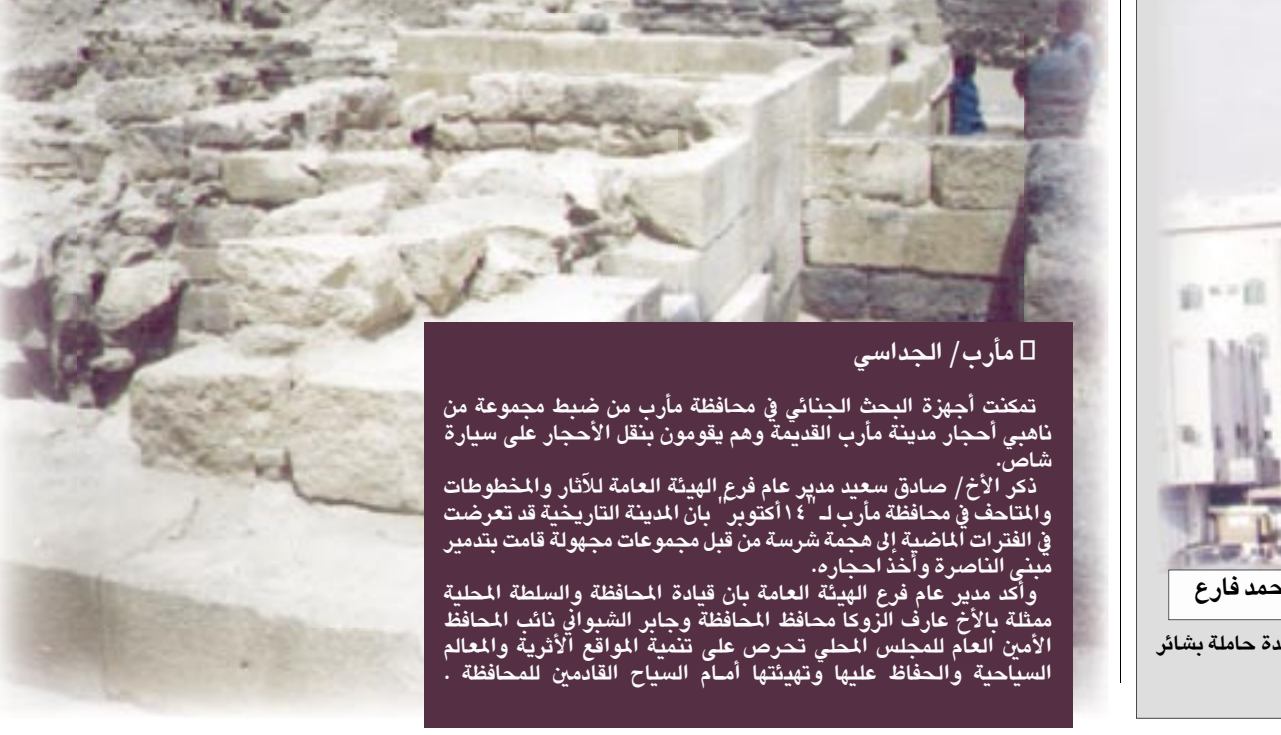 مأرب/ الجداسي
تمكنت أجهزة البحث الجنائي في محافظة مأرب من ضبط مجموعة من
ناهبي أحجار مدينة مأرب القديمة وهم يقومون بنقل الأحجار على سيارة
شاص.
ذكر الأخ/ صادق سعيد مدير عام فرع الهيئة العامة للآثار والمخطوطات
والمتاحف في محافظة مأرب لـ "١٤أكتوبر" بان المدينة التاريخية قد تعرضت
في الفترات الماضية إلى هجمة شرسة من قبل مجموعات مجهولة قامت بتدمير
مبنى الناصرة وأخذ احجاره.
وأكد مدير عام فرع الهيئة العامة بان قيادة المحافظة والسلطة المحلية
ممثلة بالأخ عارف الزوكا محافظ المحافظة وجابر الشبواني نائب المحافظ
الأمين العام للمجلس المحلي تحرص على تنمية المواقع الأثرية والمعالم
السياحية والحفاظ عليها وتهيئتها أمـام السياح القادمين للمحافظة .
حمد فارع
دة حاملة بشائر